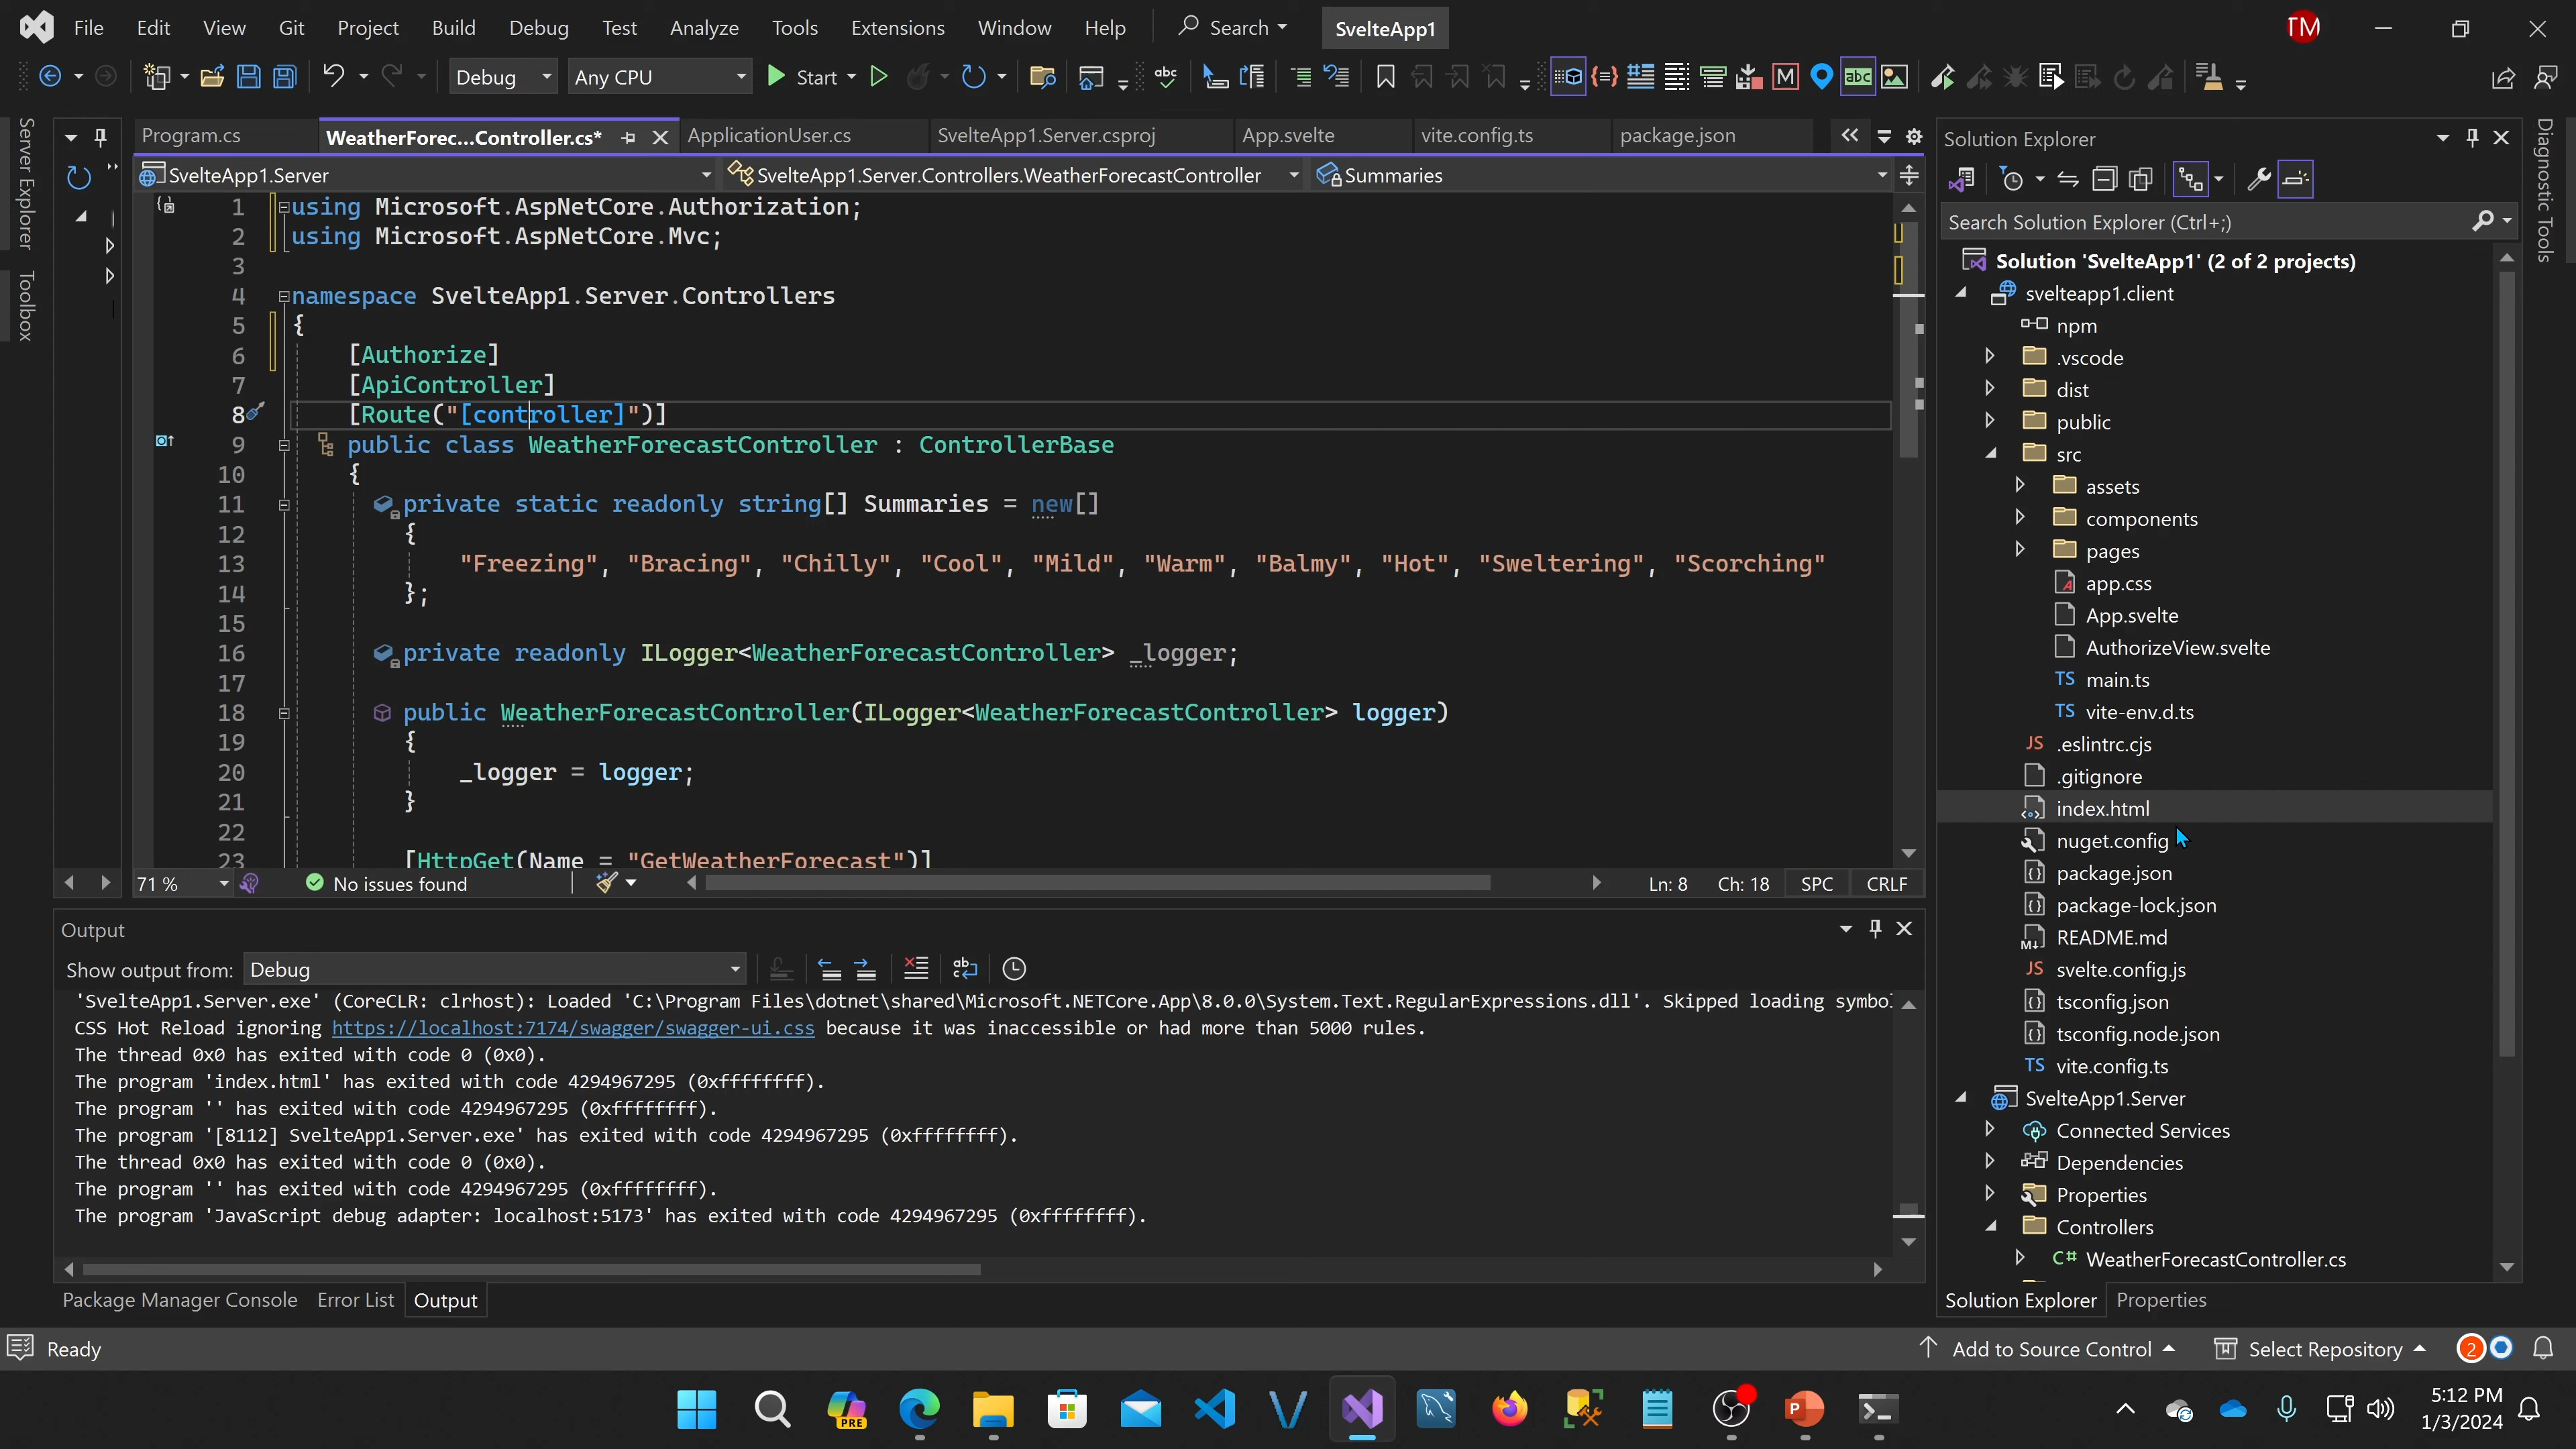 File Edit View Git Project Build Debug Test Analyze Tools Extensions Window Help Search SvelteApp1 TM
Debug Any CPU Start
Program.cs WeatherForec...Controller.cs* ApplicationUser.cs SvelteApp1.Server.csproj App.svelte vite.config.ts package.json
SvelteApp1.Server SvelteApp1.Server.Controllers.WeatherForecastController Summaries
Server Explorer
Toolbox
1 using Microsoft.AspNetCore.Authorization;
2 using Microsoft.AspNetCore.Mvc;
3
4 namespace SvelteApp1.Server.Controllers
5 {
6 [Authorize]
7 [ApiController]
8 [Route("[controller]")]
9 public class WeatherForecastController : ControllerBase
10 {
11 private static readonly string[] Summaries = new[]
12 {
13 "Freezing", "Bracing", "Chilly", "Cool", "Mild", "Warm", "Balmy", "Hot", "Sweltering", "Scorching"
14 };
15
16 private readonly ILogger<WeatherForecastController> _logger;
17
18 public WeatherForecastController(ILogger<WeatherForecastController> logger)
19 {
20 _logger = logger;
21 }
22
23 [HttpGet(Name = "GetWeatherForecast")]
71 % No issues found Ln: 8 Ch: 18 SPC CRLF
Output
Show output from: Debug
'SvelteApp1.Server.exe' (CoreCLR: clrhost): Loaded 'C:\Program Files\dotnet\shared\Microsoft.NETCore.App\8.0.0\System.Text.RegularExpressions.dll'. Skipped loading symbol
CSS Hot Reload ignoring https://localhost:7174/swagger/swagger-ui.css because it was inaccessible or had more than 5000 rules.
The thread 0x0 has exited with code 0 (0x0).
The program 'index.html' has exited with code 4294967295 (0xffffffff).
The program '' has exited with code 4294967295 (0xffffffff).
The program '[8112] SvelteApp1.Server.exe' has exited with code 4294967295 (0xffffffff).
The thread 0x0 has exited with code 0 (0x0).
The program '' has exited with code 4294967295 (0xffffffff).
The program 'JavaScript debug adapter: localhost:5173' has exited with code 4294967295 (0xffffffff).
Package Manager Console Error List Output
Solution Explorer
Search Solution Explorer (Ctrl+;)
Solution 'SvelteApp1' (2 of 2 projects)
svelteapp1.client
npm
.vscode
dist
public
src
assets
components
pages
app.css
App.svelte
AuthorizeView.svelte
TS main.ts
TS vite-env.d.ts
JS .eslintrc.cjs
.gitignore
index.html
nuget.config
package.json
package-lock.json
README.md
JS svelte.config.js
tsconfig.json
tsconfig.node.json
TS vite.config.ts
SvelteApp1.Server
Connected Services
Dependencies
Properties
Controllers
C# WeatherForecastController.cs
Solution Explorer Properties
Diagnostic Tools
Ready Add to Source Control Select Repository 2
PRE
5:12 PM
1/3/2024